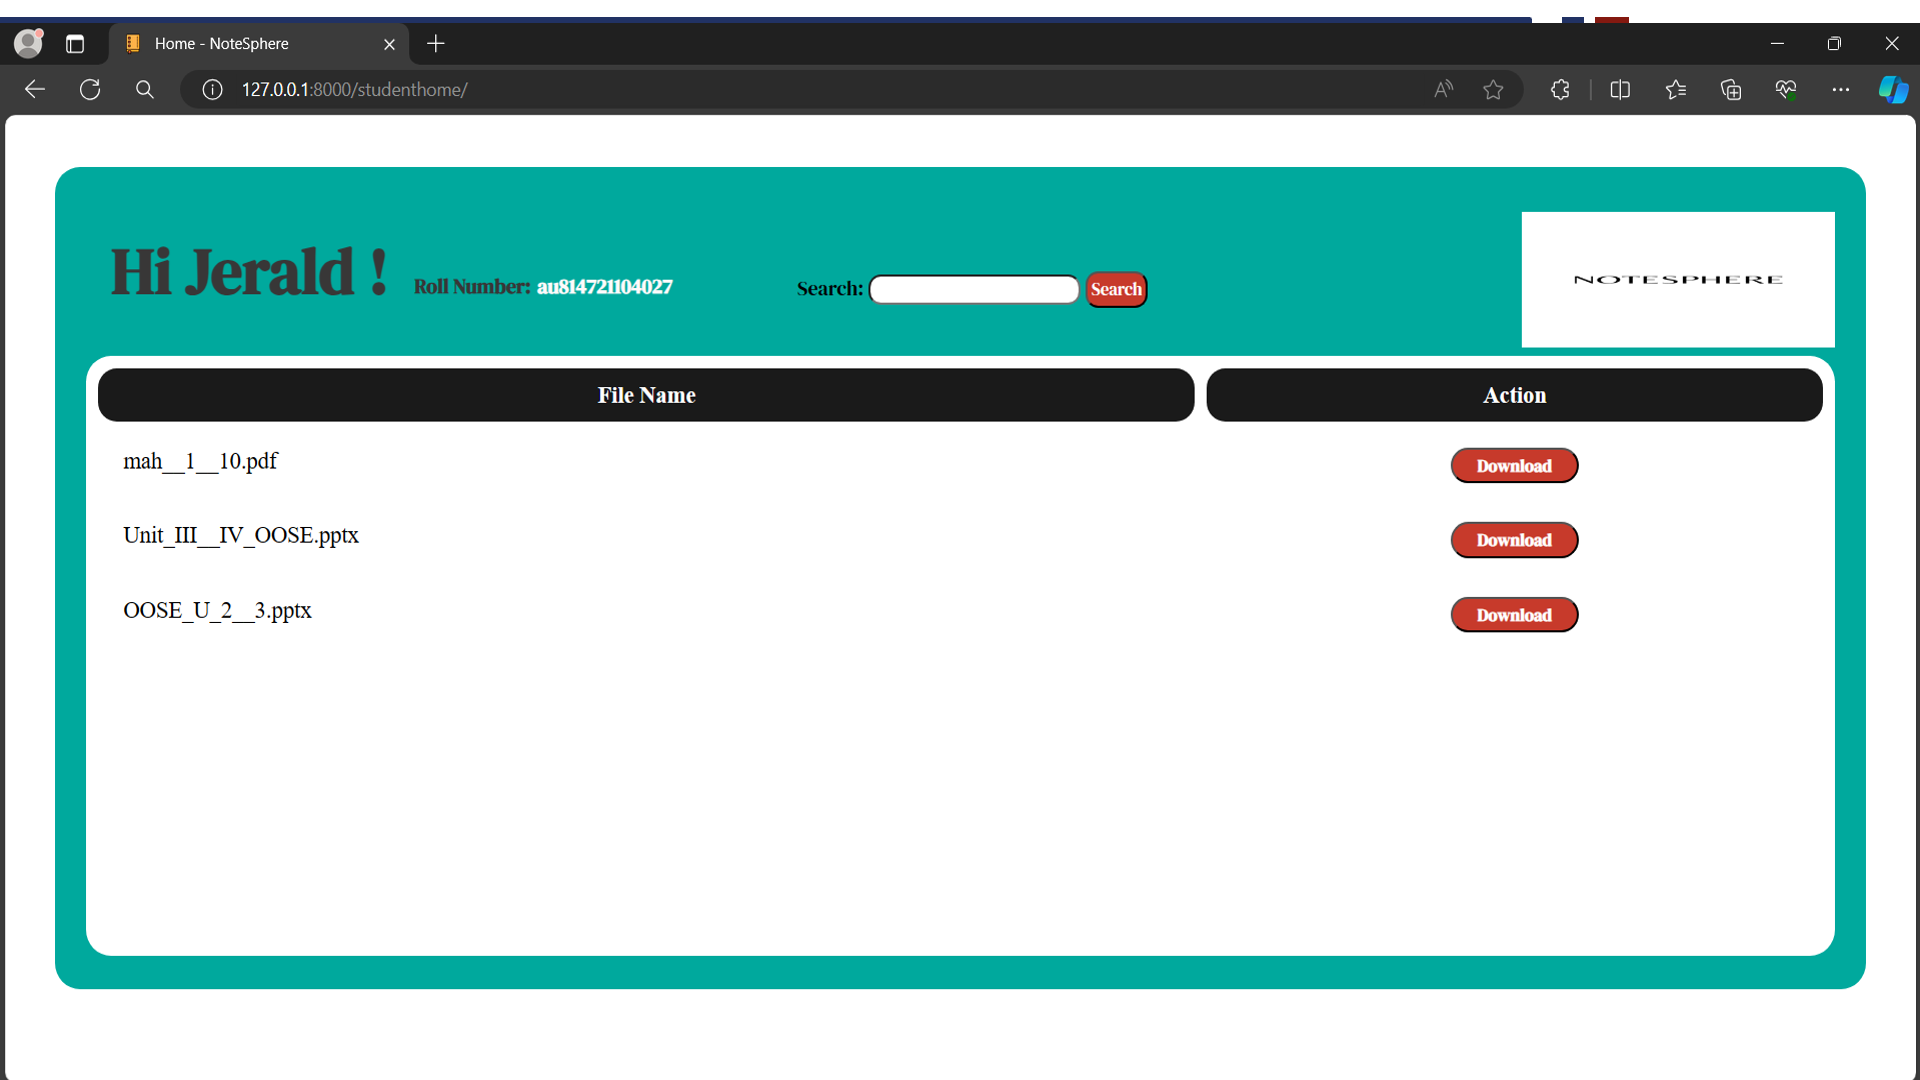 Home - NoteSphere
127.0.0.1:8000/studenthome/
Hi Jerald !
Roll Number: au814721104027
Search:
Search
NOTESPHERE
File Name
Action
mah__1__10.pdf
Download
Unit_III__IV_OOSE.pptx
Download
OOSE_U_2__3.pptx
Download